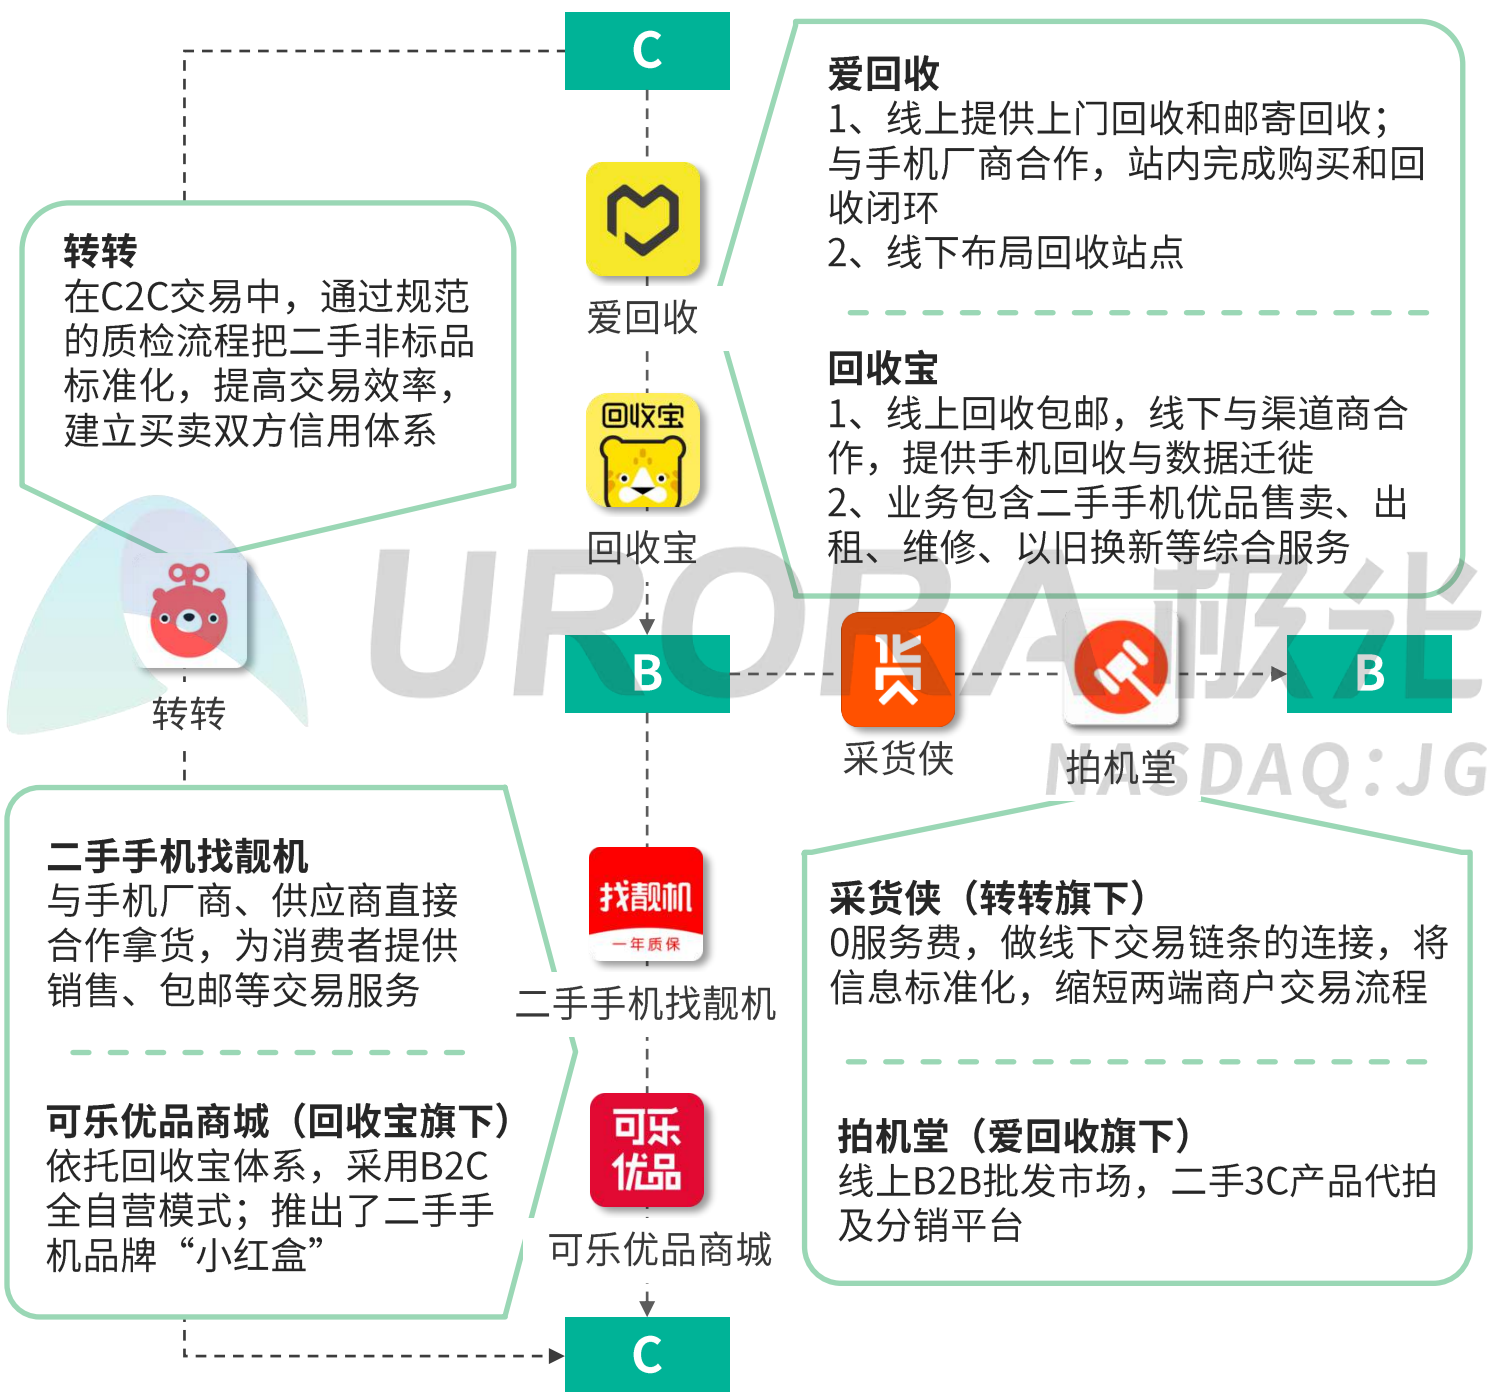 C
爱回收
1、线上提供上门回收和邮寄回收；
与手机厂商合作，站内完成购买和回
收闭环
2、线下布局回收站点
转转
在C2C交易中，通过规范
的质检流程把二手非标品
标准化，提高交易效率，
建立买卖双方信用体系
爱回收
回收宝
1、线上回收包邮，线下与渠道商合
作，提供手机回收与数据迁徙
2、业务包含二手手机优品售卖、出
租、维修、以旧换新等综合服务
回收宝
回收宝
URORA 极光
NASDAQ：JG
转转
B
货
B
采货侠
拍机堂
二手手机找靓机
与手机厂商、供应商直接
合作拿货，为消费者提供
销售、包邮等交易服务
找靓机
一年质保
二手手机找靓机
采货侠（转转旗下）
0服务费，做线下交易链条的连接，将
信息标准化，缩短两端商户交易流程
可乐优品商城（回收宝旗下）
依托回收宝体系，采用B2C
全自营模式；推出了二手手
机品牌“小红盒”
可乐
优品
可乐优品商城
拍机堂（爱回收旗下）
线上B2B批发市场，二手3C产品代拍
及分销平台
C